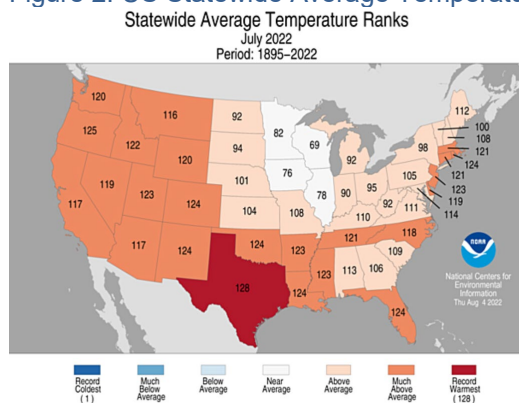 Figure 2. US Statewide Average Temperatu
Statewide Average Temperature Ranks
July 2022
Period: 1895–2022
120
116
92
82
69
112
125
122
94
98
100
108
121
124
119
120
101
76
92
105
121
123
117
123
124
104
108
78
90
95
92
111
119
114
110
117
124
124
123
121
118
128
124
123
113
106
109
124
NOAA
National Centers for
Environmental
Information
Thu Aug 4 2022
Record
Coldest
(1)
Much
Below
Average
Below
Average
Near
Average
Above
Average
Much
Above
Average
Record
Warmest
(128)